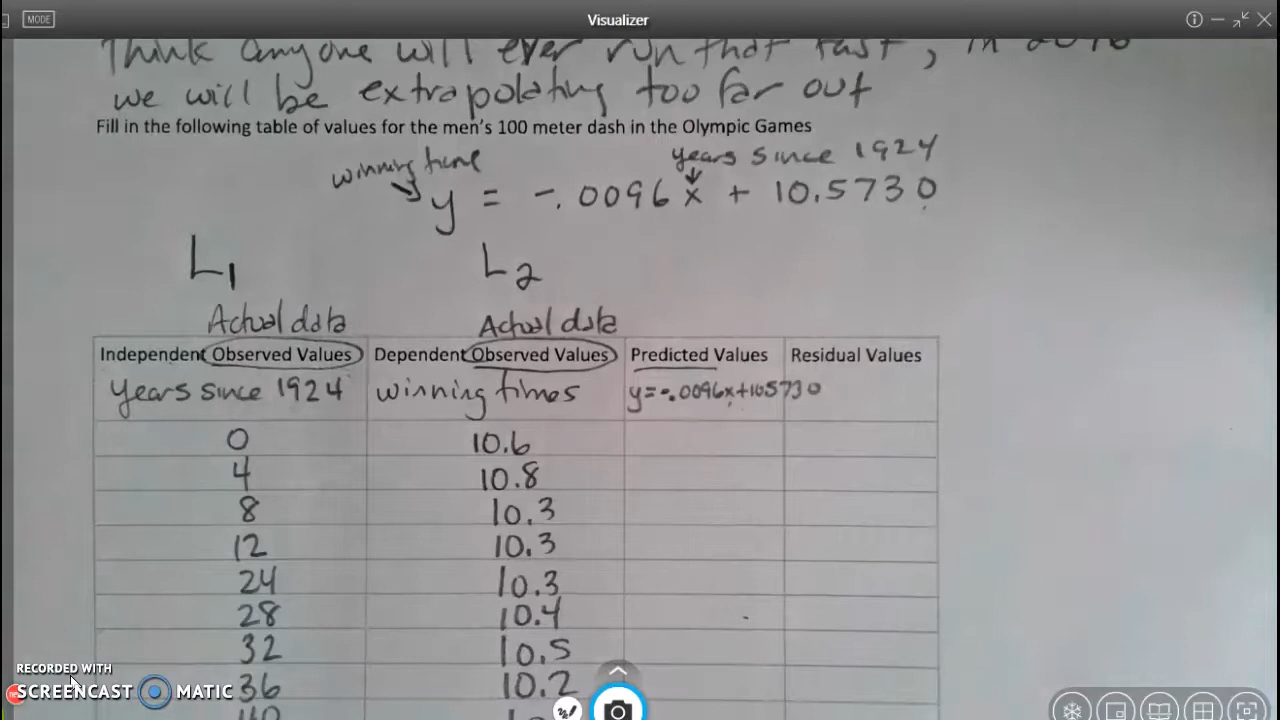 MODE
Visualizer
Think anyone will ever run that fast, in 2016
we will be extrapolating too far out
Fill in the following table of values for the men's 100 meter dash in the Olympic Games
winning time
years since 1924
y = -.0096x + 10.5730
L1 L2
Actual data Actual data
Independent Observed Values Dependent Observed Values Predicted Values Residual Values
Years since 1924 winning times y=-.0096x+10.5730
0 10.6
4 10.8
8 10.3
12 10.3
24 10.3
28 10.4
32 10.5
36 10.2
RECORDED WITH
SCREENCAST MATIC